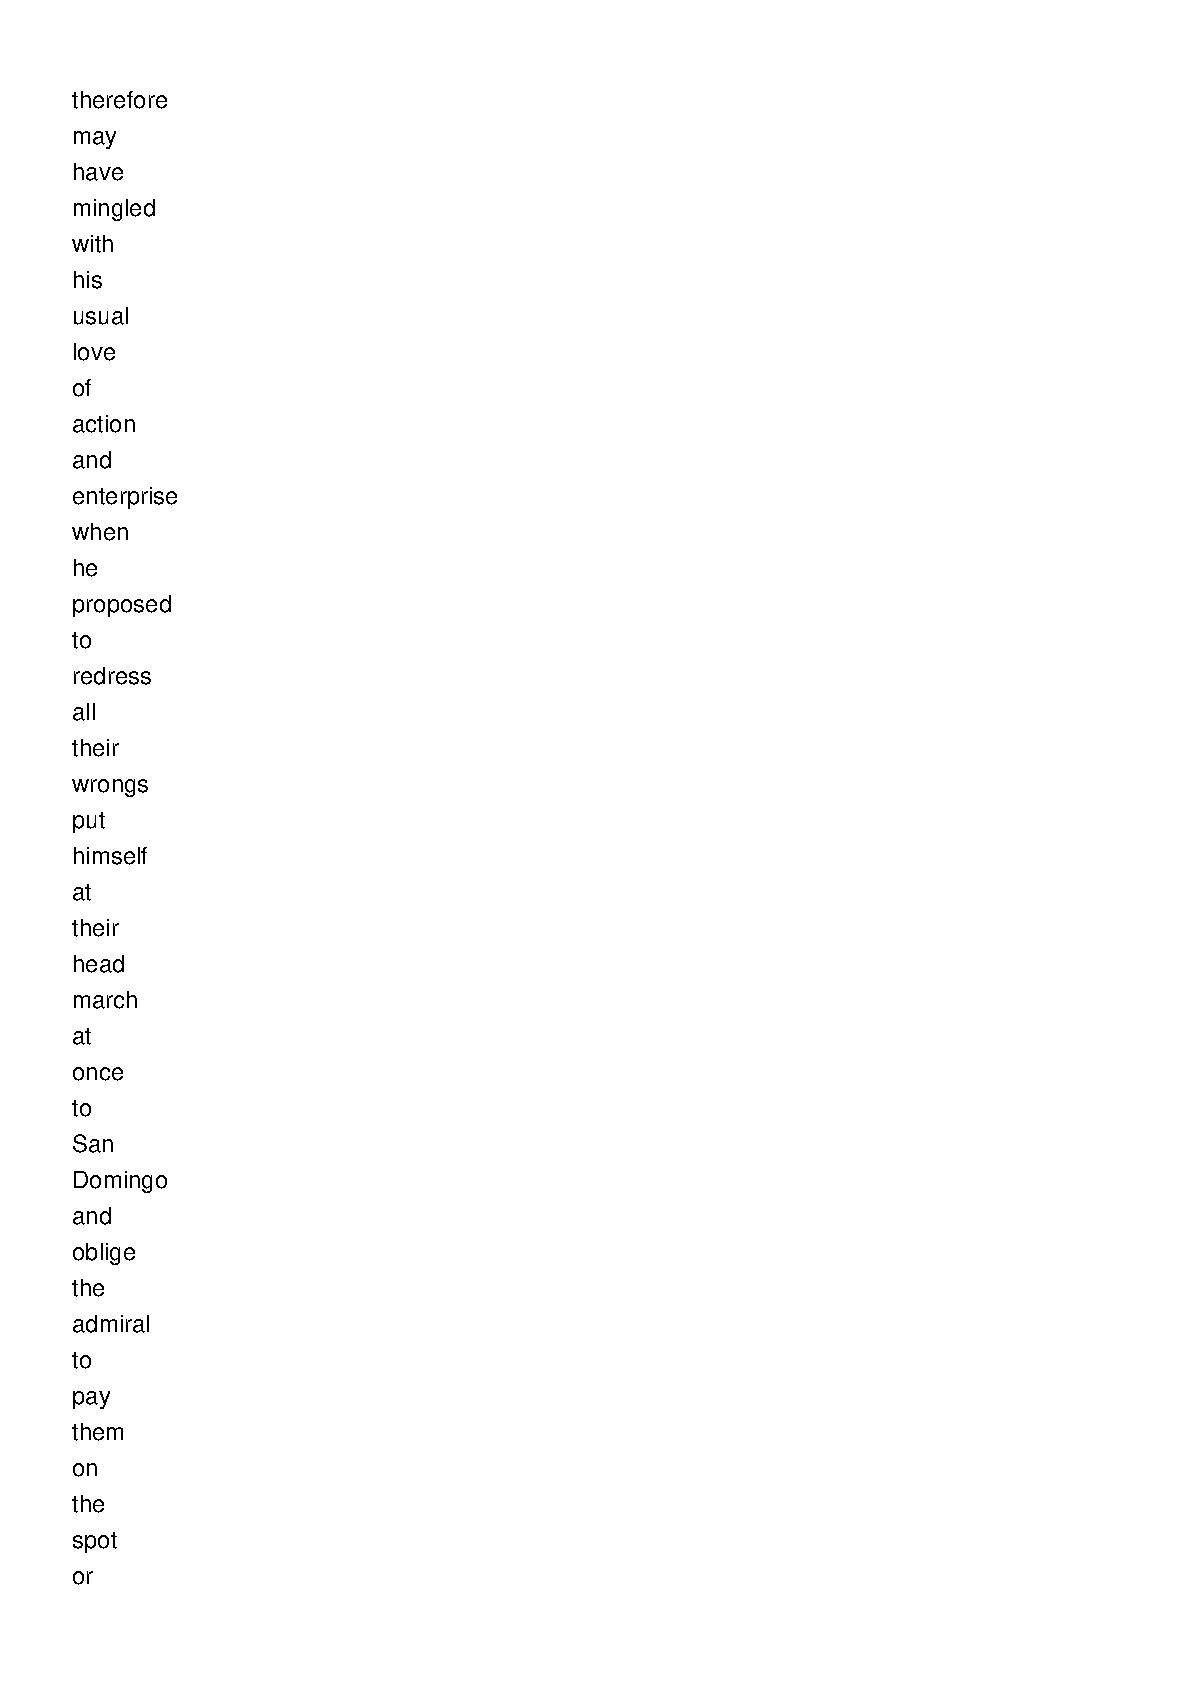 therefore
may
have
mingled
with
his
usual
love
of
action
and
enterprise
when
he
proposed
to
redress
all
their
wrongs
put
himself
at
their
head
march
at
once
to
San
Domingo
and
oblige
the
admiral
to
pay
them
on
the
spot
or